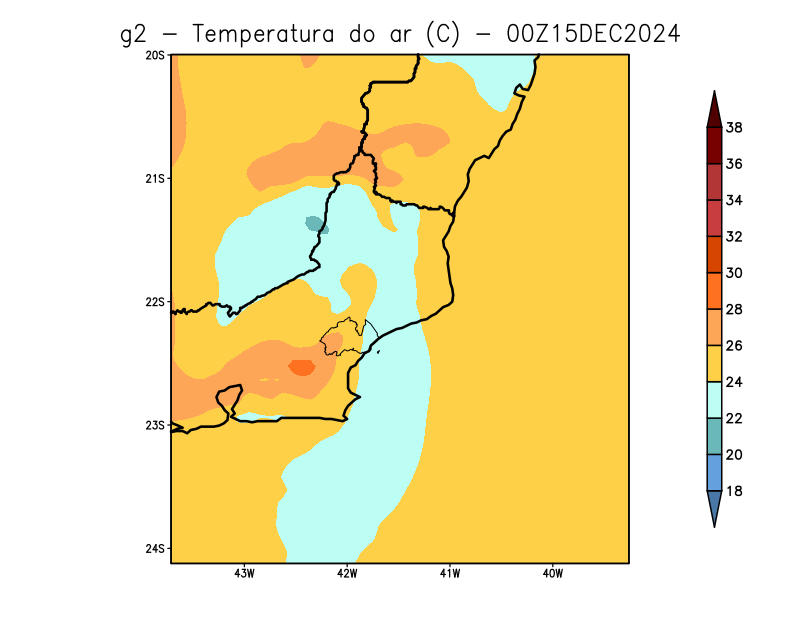 g2 – Temperatura do ar (C) – 00Z15DEC2024
20S
21S
22S
23S
24S
43W
42W
41W
40W
38
36
34
32
30
28
26
24
22
20
18